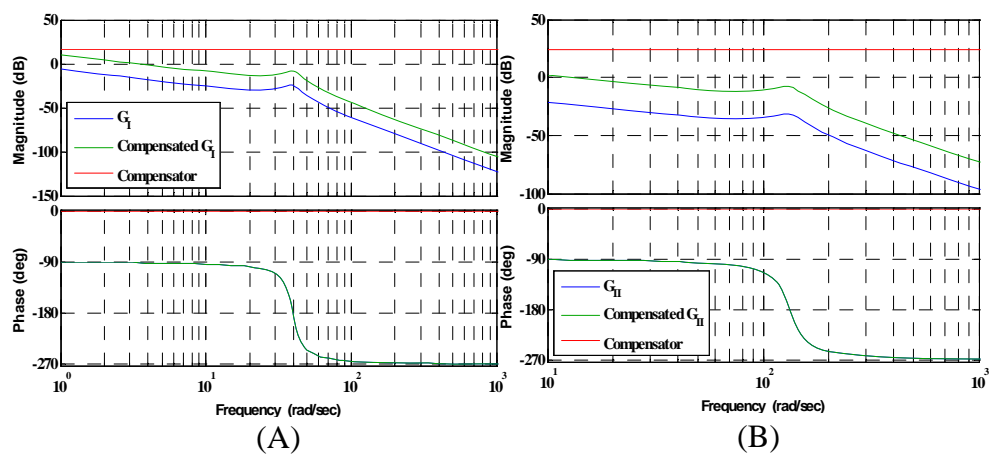 50
0
-50
-100
150
Magnitude (dB)
G_I
Compensated G_I
Compensator
0
-90
-180
-270
Phase (deg)
10^0
10^1
10^2
10^3
Frequency (rad/sec)
(A)
50
0
-50
-100
Magnitude (dB)
0
-90
-180
-270
Phase (deg)
G_II
Compensated G_II
Compensator
10^1
10^2
10^3
Frequency (rad/sec)
(B)